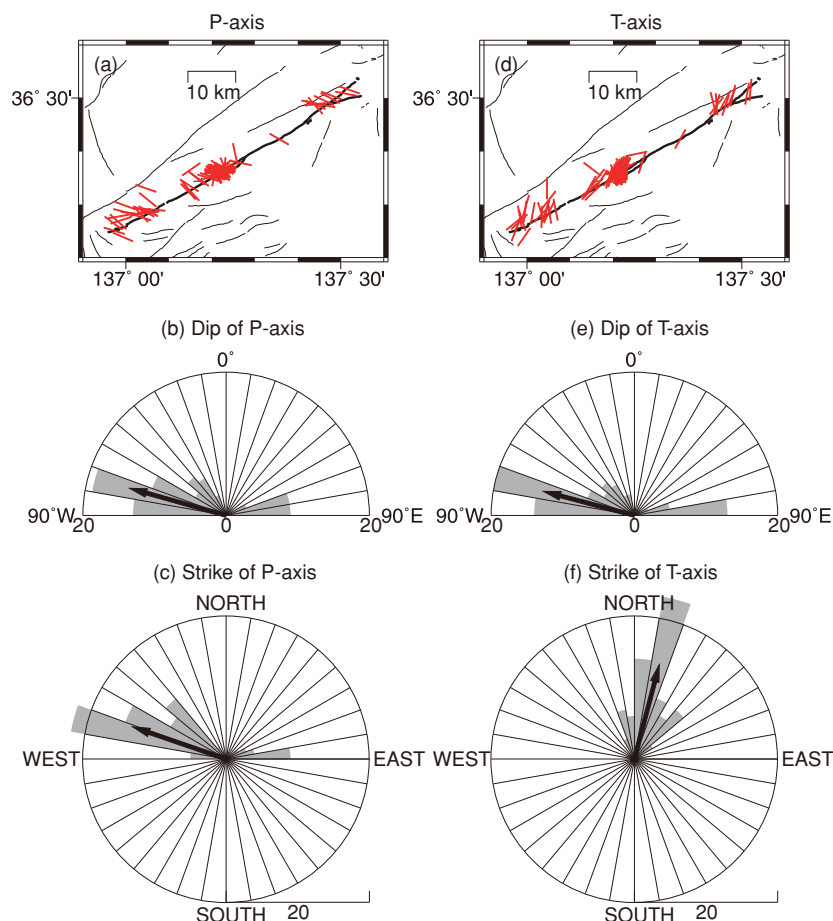 P-axis
T-axis
(a)
(d)
10 km
10 km
36° 30'
36° 30'
137° 00'
137° 30'
137° 00'
137° 30'
(b) Dip of P-axis
(e) Dip of T-axis
0°
0°
90°W
90°E
90°W
90°E
20
0
20
20
0
20
(c) Strike of P-axis
(f) Strike of T-axis
NORTH
NORTH
WEST
EAST
WEST
EAST
SOUTH
20
SOUTH
20